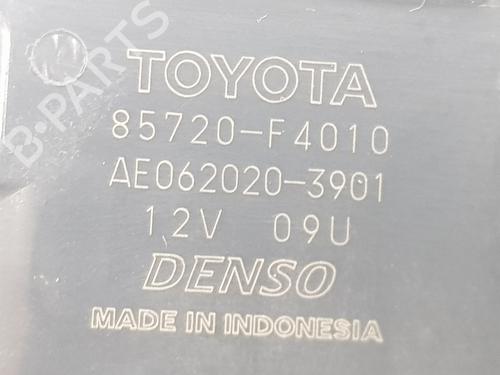 B-PARTS
TOYOTA
85720-F4010
AE062020-3901
12V 09U
DENSO
MADE IN INDONESIA